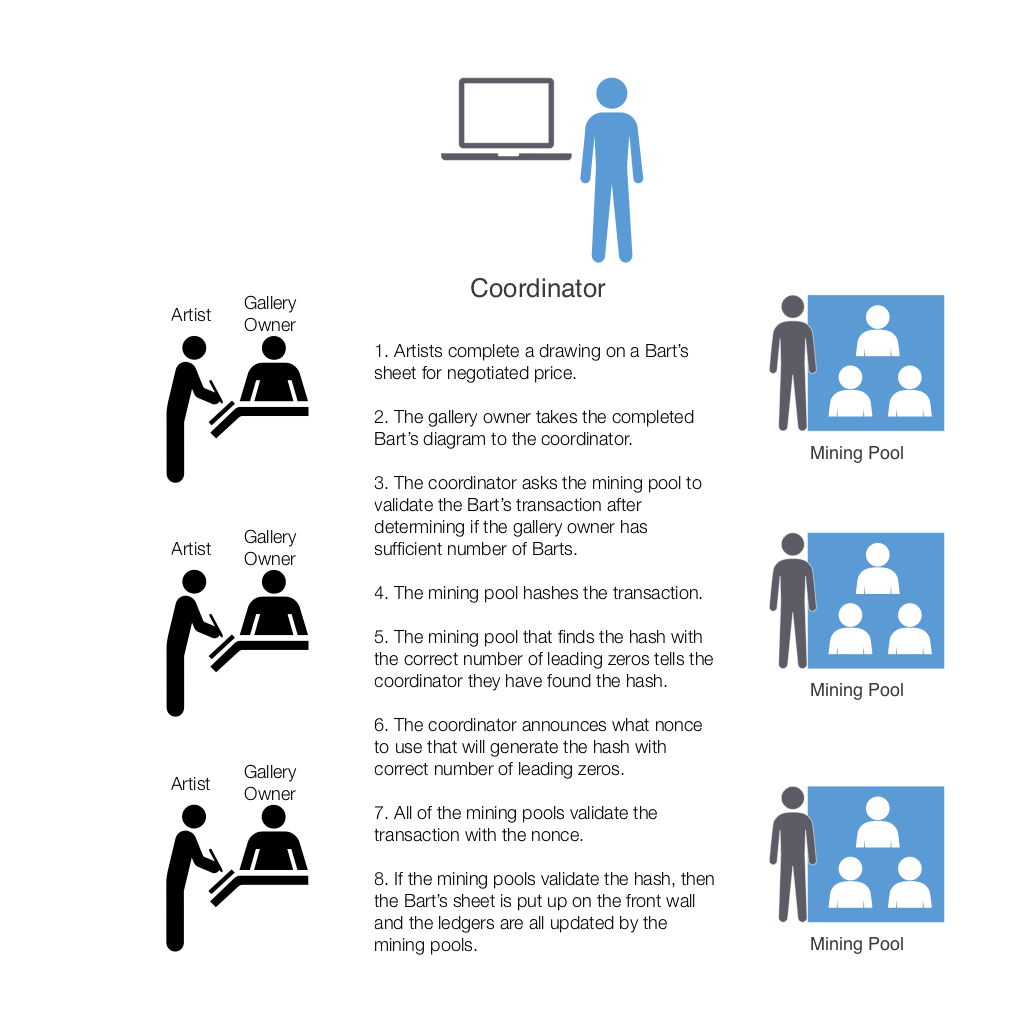 Coordinator
Artist
Gallery
Owner
1. Artists complete a drawing on a Bart’s
sheet for negotiated price.
2. The gallery owner takes the completed
Bart’s diagram to the coordinator.
Mining Pool
3. The coordinator asks the mining pool to
validate the Bart’s transaction after
determining if the gallery owner has
sufficient number of Barts.
Artist
Gallery
Owner
4. The mining pool hashes the transaction.
5. The mining pool that finds the hash with
the correct number of leading zeros tells the
coordinator they have found the hash.
Mining Pool
6. The coordinator announces what nonce
to use that will generate the hash with
correct number of leading zeros.
Artist
Gallery
Owner
7. All of the mining pools validate the
transaction with the nonce.
8. If the mining pools validate the hash, then
the Bart’s sheet is put up on the front wall
and the ledgers are all updated by the
mining pools.
Mining Pool